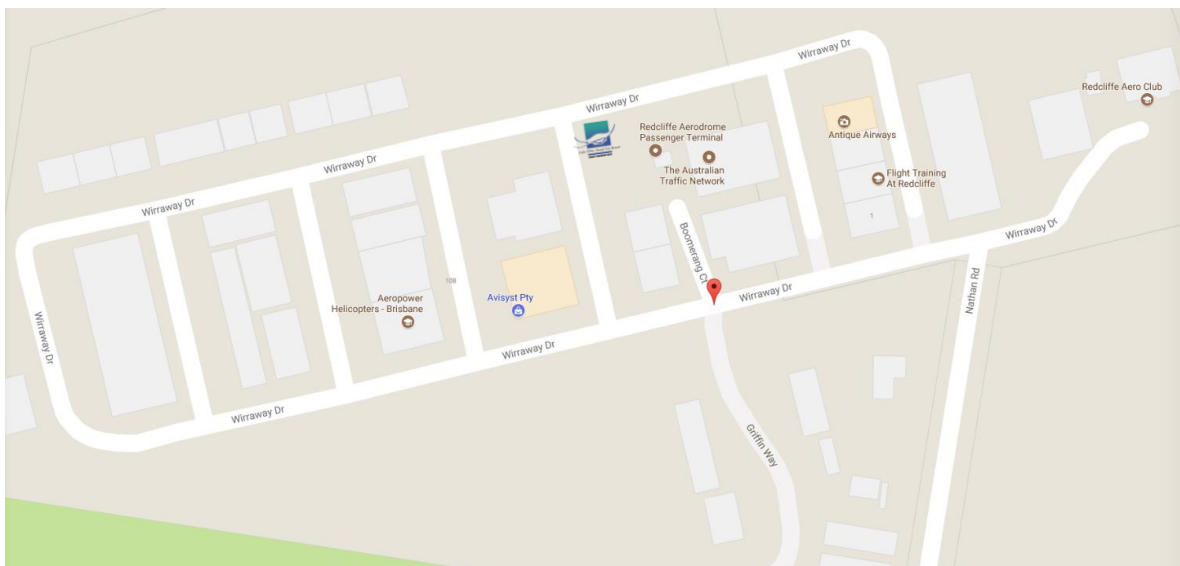 Wirraway Dr
Redcliffe Aero Club
Wirraway Dr
Redcliffe Aerodrome
Passenger Terminal
Antique Airways
The Australian
Traffic Network
Wirraway Dr
Flight Training
At Redcliffe
Wirraway Dr
1
Wirraway Dr
Boomerang Ct
Nathan Rd
108
Wirraway Dr
Aeropower
Helicopters - Brisbane
Avisyst Pty
Wirraway Dr
Wirraway Dr
Wirraway Dr
Griffin Way